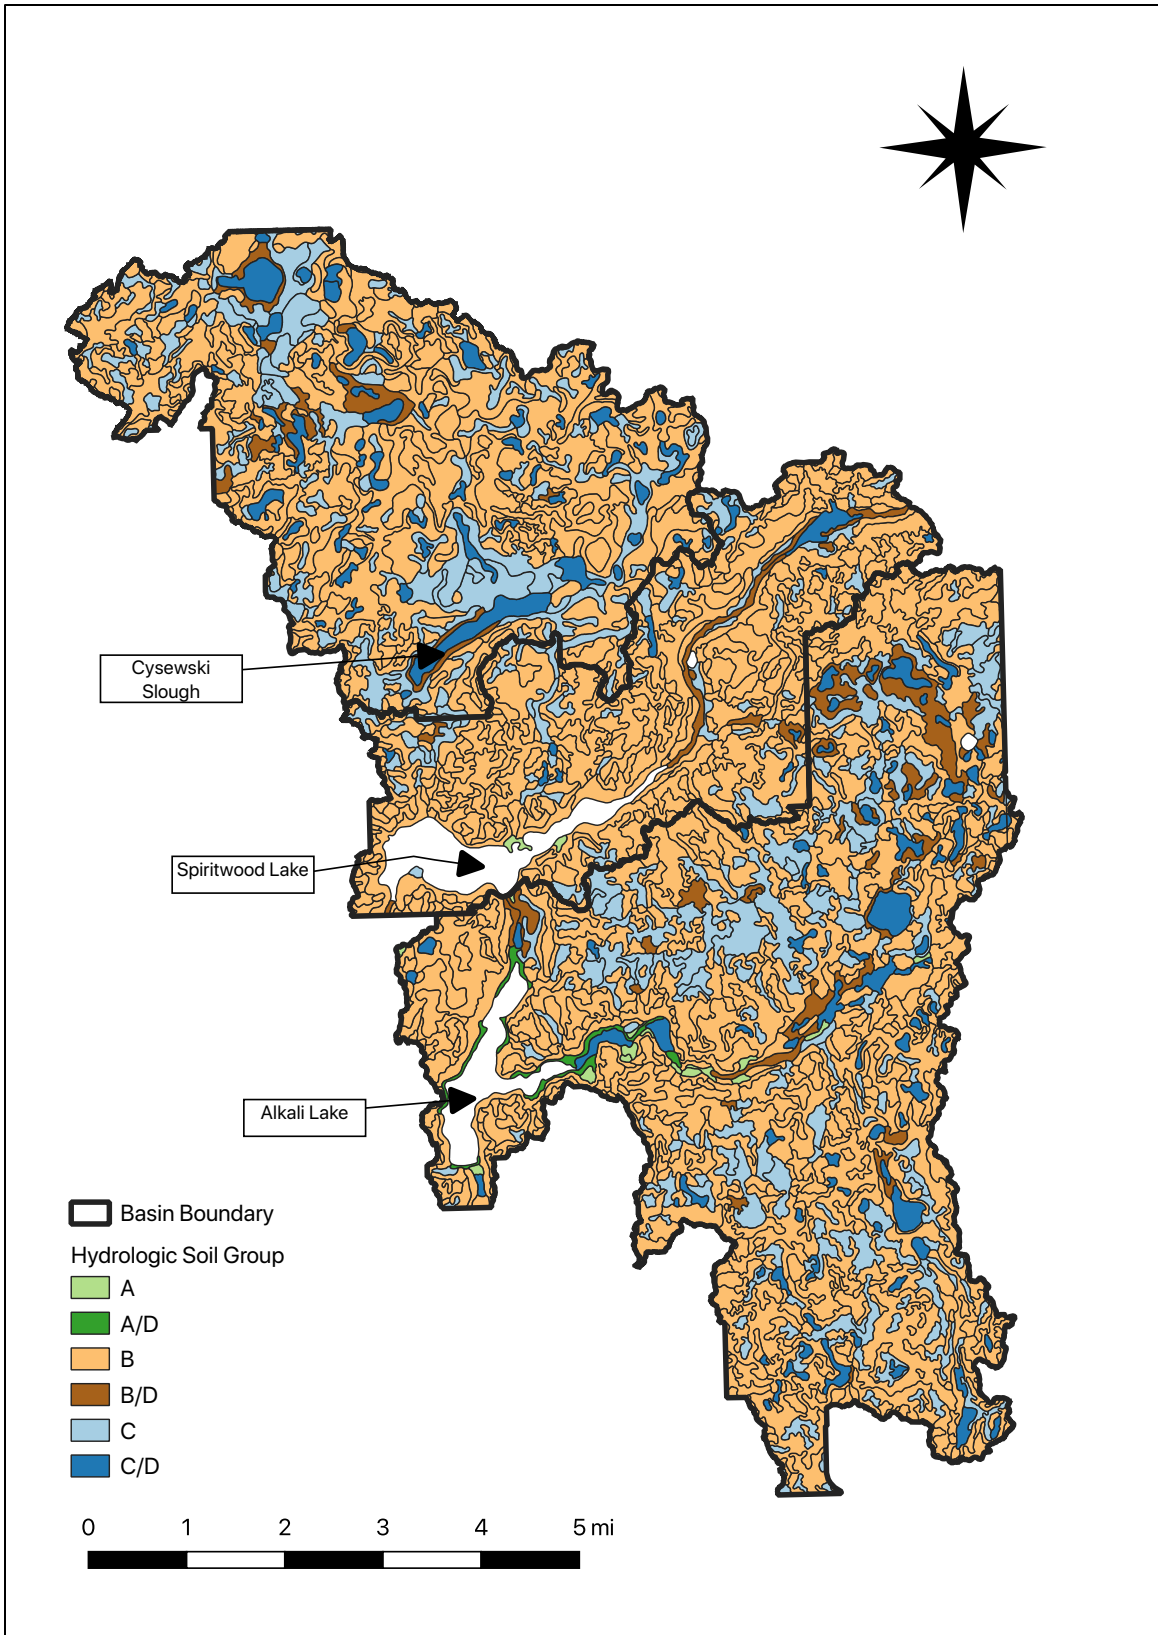 Cysewski
Slough
Spiritwood Lake
Alkali Lake
Basin Boundary
Hydrologic Soil Group
A
A/D
B
B/D
C
C/D
0 1 2 3 4 5 mi